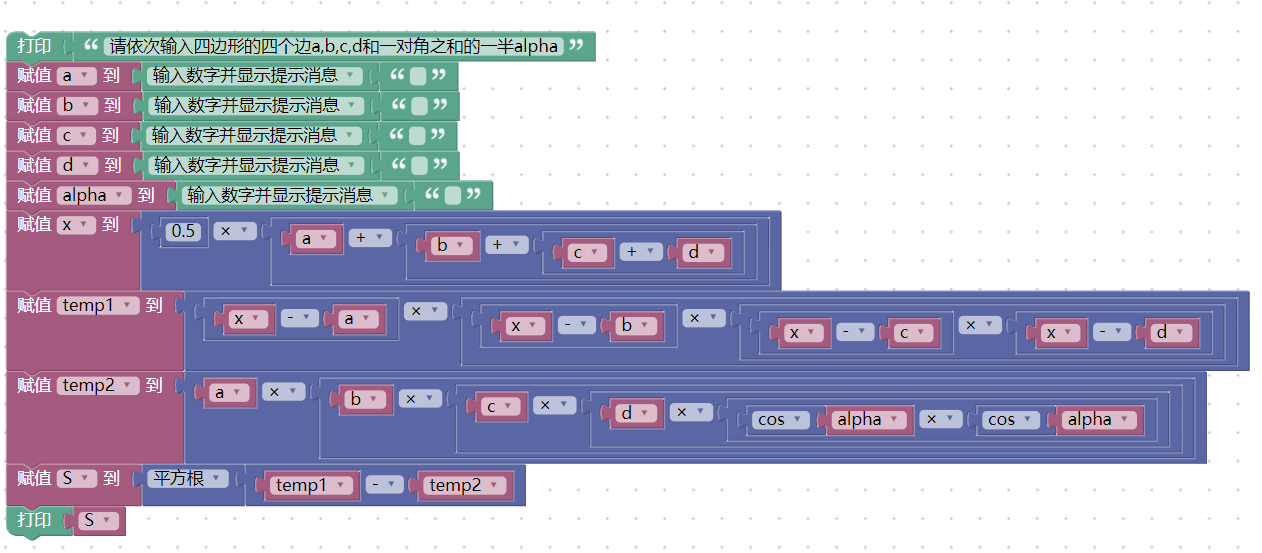 打印 “ 请依次输入四边形的四个边a,b,c,d和一对角之和的一半alpha ”
赋值 a 到 输入数字并显示提示消息 “ ”
赋值 b 到 输入数字并显示提示消息 “ ”
赋值 c 到 输入数字并显示提示消息 “ ”
赋值 d 到 输入数字并显示提示消息 “ ”
赋值 alpha 到 输入数字并显示提示消息 “ ”
赋值 x 到 0.5 × a + b + c + d
赋值 temp1 到 x - a × x - b × x - c × x - d
赋值 temp2 到 a × b × c × d × cos alpha × cos alpha
赋值 S 到 平方根 temp1 - temp2
打印 S